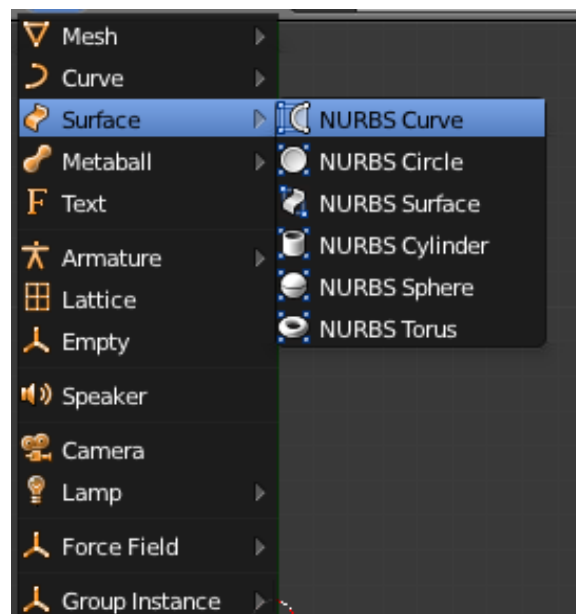 Mesh
Curve
Surface
Metaball
Text
Armature
Lattice
Empty
Speaker
Camera
Lamp
Force Field
Group Instance
NURBS Curve
NURBS Circle
NURBS Surface
NURBS Cylinder
NURBS Sphere
NURBS Torus